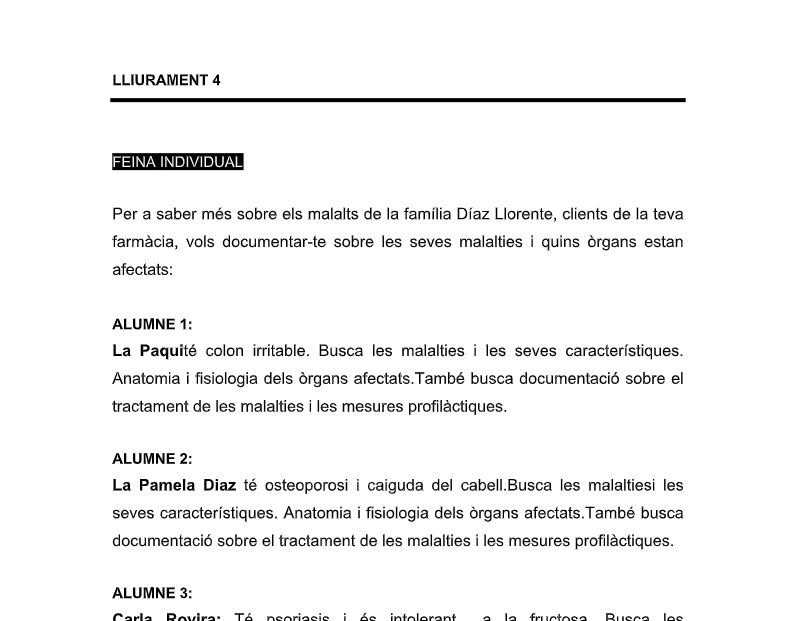 LLIURAMENT 4
FEINA INDIVIDUAL
Per a saber més sobre els malalts de la família Díaz Llorente, clients de la teva
farmàcia, vols documentar-te sobre les seves malalties i quins òrgans estan
afectats:
ALUMNE 1:
La Paquité colon irritable. Busca les malalties i les seves característiques.
Anatomia i fisiologia dels òrgans afectats.També busca documentació sobre el
tractament de les malalties i les mesures profilàctiques.
ALUMNE 2:
La Pamela Diaz té osteoporosi i caiguda del cabell.Busca les malaltiesi les
seves característiques. Anatomia i fisiologia dels òrgans afectats.També busca
documentació sobre el tractament de les malalties i les mesures profilàctiques.
ALUMNE 3:
Carla Rovira: Té psoriasis i és intolerant a la fructosa. Busca les